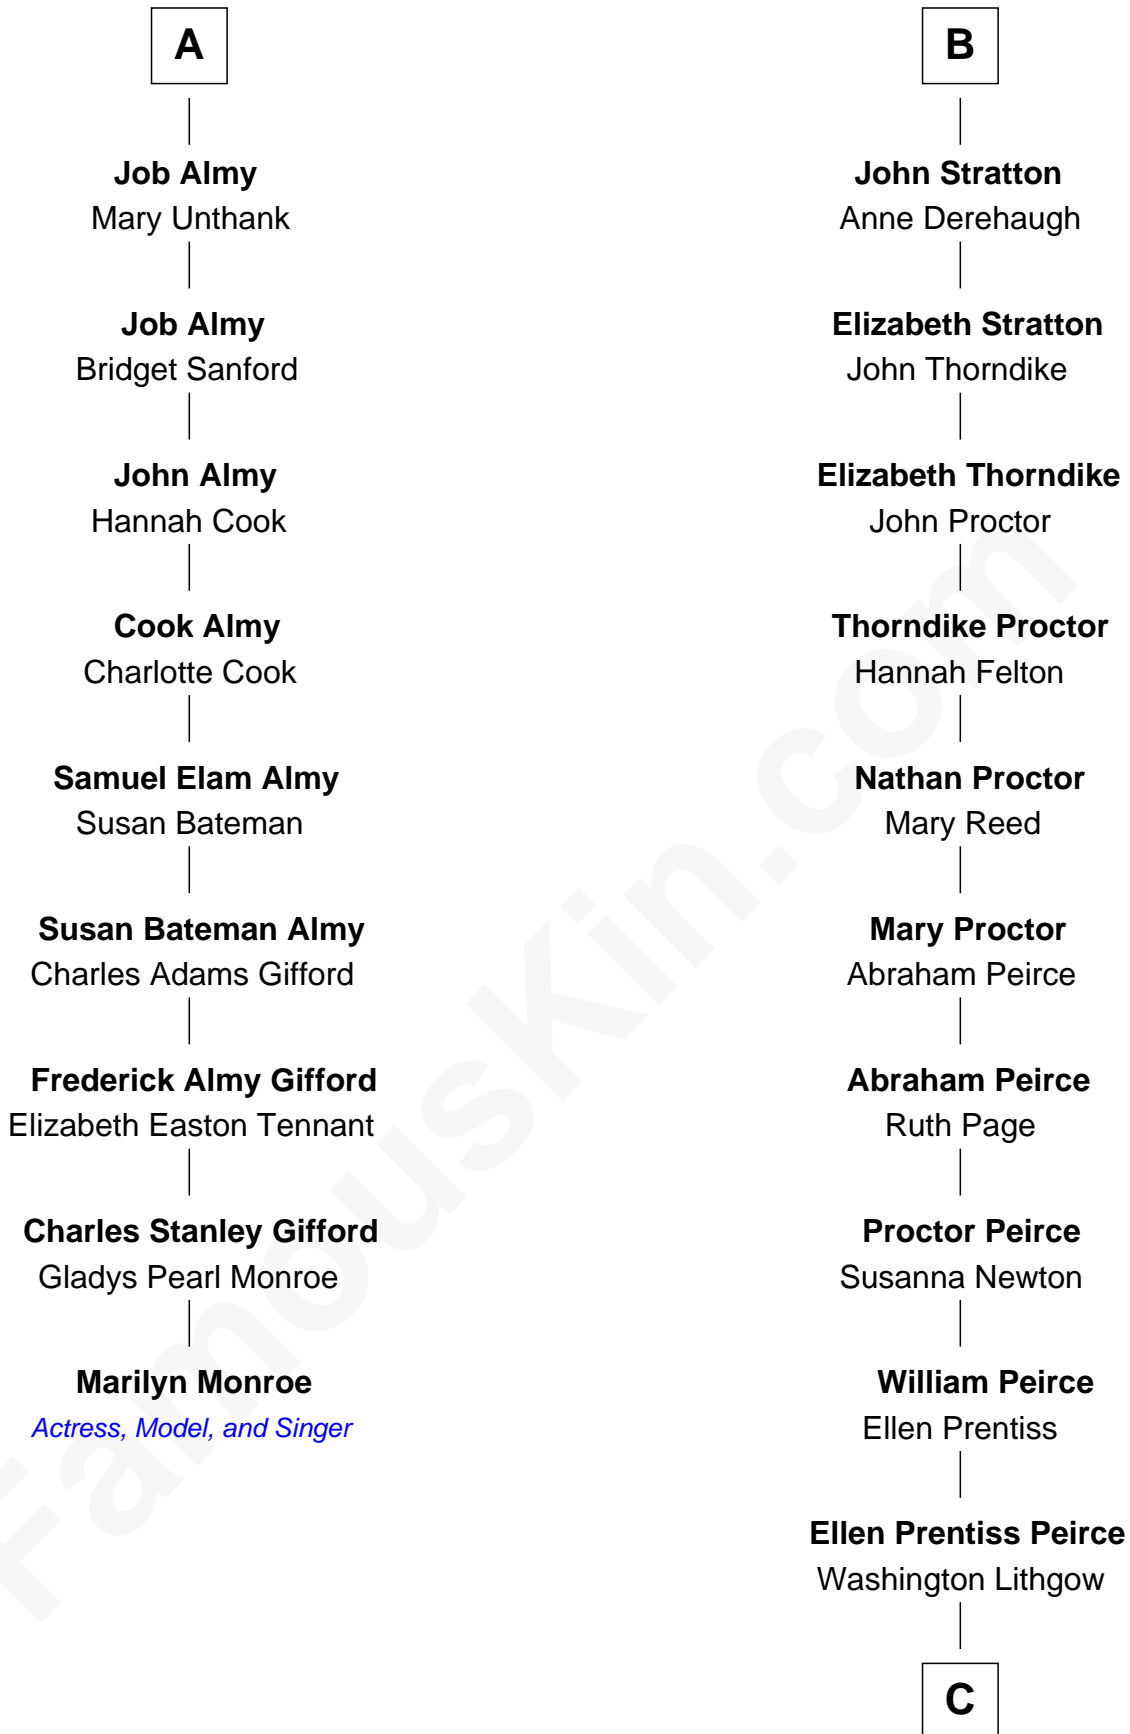 A
Job Almy
Mary Unthank
Job Almy
Bridget Sanford
John Almy
Hannah Cook
Cook Almy
Charlotte Cook
Samuel Elam Almy
Susan Bateman
Susan Bateman Almy
Charles Adams Gifford
Frederick Almy Gifford
Elizabeth Easton Tennant
Charles Stanley Gifford
Gladys Pearl Monroe
Marilyn Monroe
Actress, Model, and Singer
B
John Stratton
Anne Derehaugh
Elizabeth Stratton
John Thorndike
Elizabeth Thorndike
John Proctor
Thorndike Proctor
Hannah Felton
Nathan Proctor
Mary Reed
Mary Proctor
Abraham Peirce
Abraham Peirce
Ruth Page
Proctor Peirce
Susanna Newton
William Peirce
Ellen Prentiss
Ellen Prentiss Peirce
Washington Lithgow
C
FamousKin.com